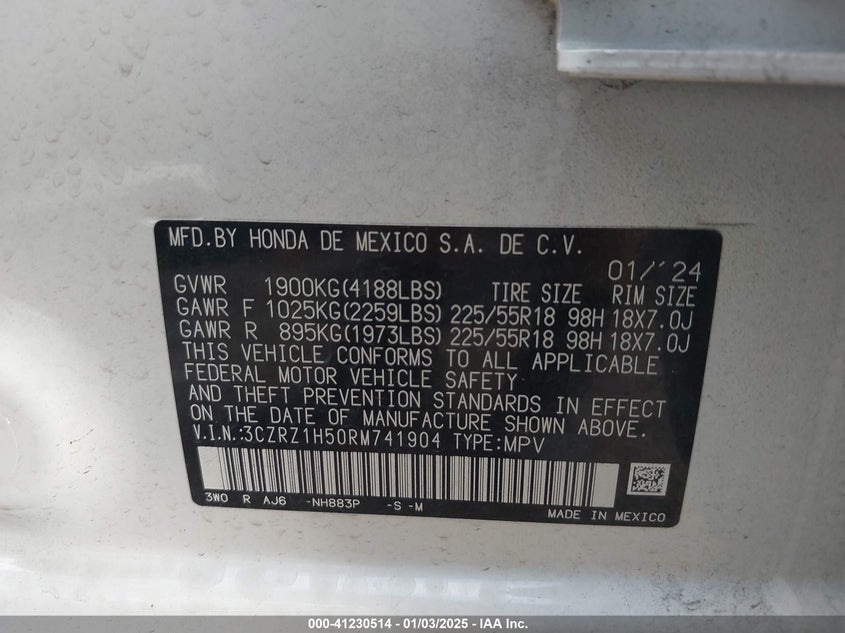 MFD.BY HONDA DE MEXICO S.A. DE C.V.
01/'24
GVWR 1900KG(4188LBS) TIRE SIZE RIM SIZE
GAWR F 1025KG(2259LBS) 225/55R18 98H 18X7.0J
GAWR R 895KG(1973LBS) 225/55R18 98H 18X7.0J
THIS VEHICLE CONFORMS TO ALL APPLICABLE
FEDERAL MOTOR VEHICLE SAFETY
AND THEFT PREVENTION STANDARDS IN EFFECT
ON THE DATE OF MANUFACTURE SHOWN ABOVE.
V.I.N.:3CZRZ1H50RM741904 TYPE:MPV
3W0 R AJ6 -NH883P -S -M
MADE IN MEXICO
000-41230514 - 01/03/2025 - IAA Inc.